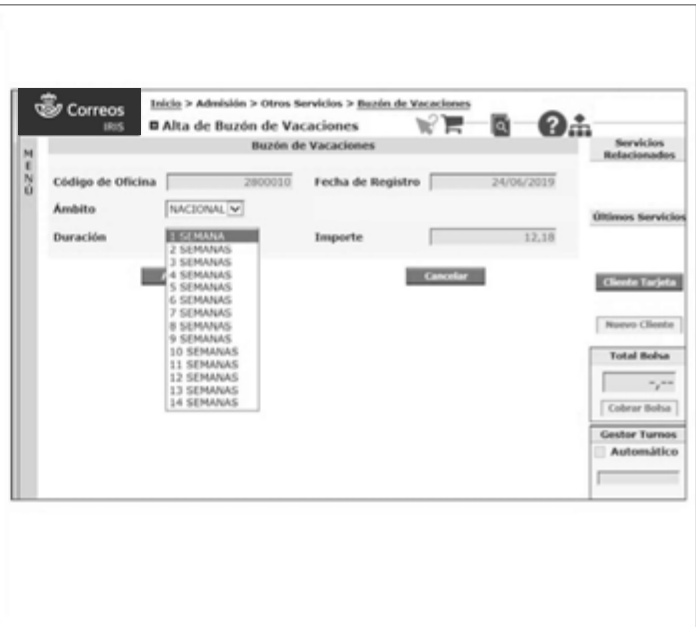 Correos
IRIS
Inicio > Admisión > Otros Servicios > Buzón de Vacaciones
Alta de Buzón de Vacaciones
MENÚ
Buzón de Vacaciones
Código de Oficina 2800010 Fecha de Registro 24/06/2019
Ámbito NACIONAL
Duración 1 SEMANA Importe 12,18
2 SEMANAS
3 SEMANAS
4 SEMANAS
5 SEMANAS
6 SEMANAS
7 SEMANAS
8 SEMANAS
9 SEMANAS
10 SEMANAS
11 SEMANAS
12 SEMANAS
13 SEMANAS
14 SEMANAS
Cancelar
Servicios
Relacionados
Últimos Servicios
Cliente Tarjeta
Nuevo Cliente
Total Bolsa
-,--
Cobrar Bolsa
Gestor Turnos
Automático